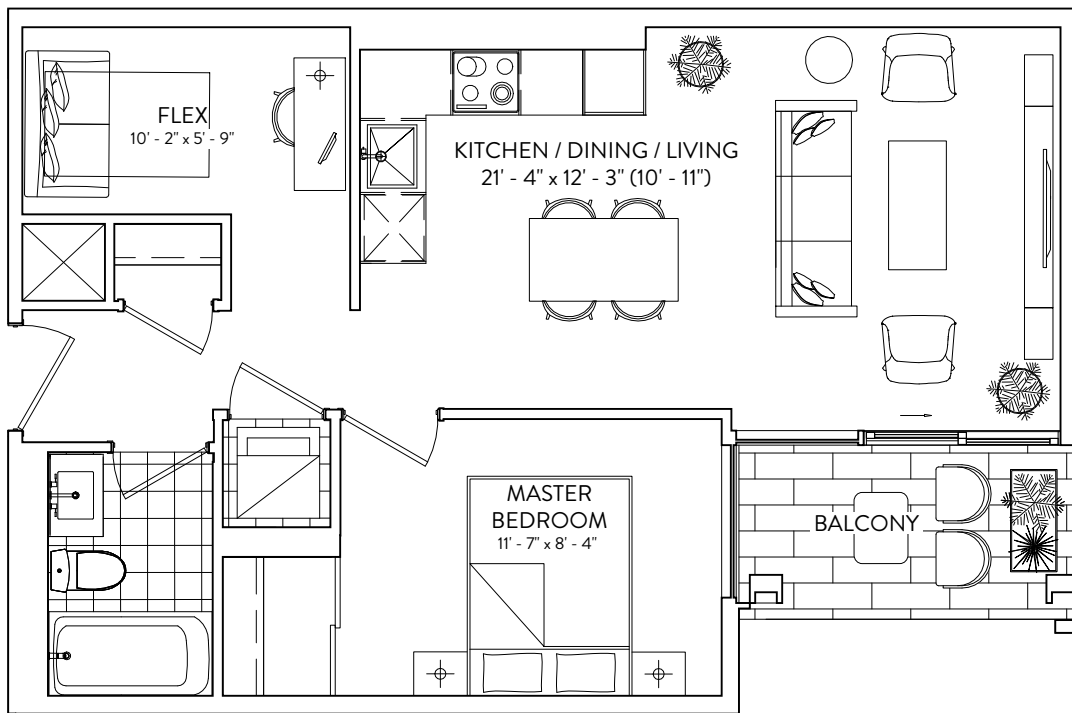 FLEX
10' - 2" x 5' - 9"
KITCHEN / DINING / LIVING
21' - 4" x 12' - 3" (10' - 11")
MASTER
BEDROOM
11' - 7" x 8' - 4"
BALCONY